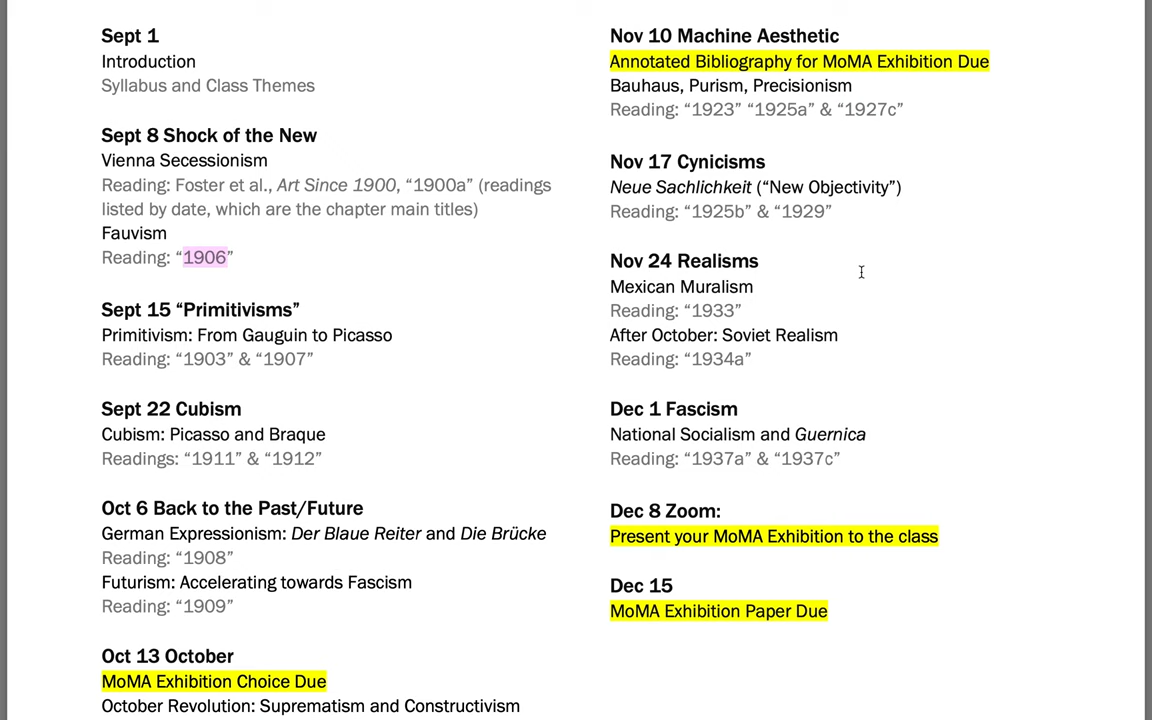 Sept 1
Introduction
Syllabus and Class Themes
Sept 8 Shock of the New
Vienna Secessionism
Reading: Foster et al., Art Since 1900, “1900a” (readings
listed by date, which are the chapter main titles)
Fauvism
Reading: “1906”
Sept 15 “Primitivisms”
Primitivism: From Gauguin to Picasso
Reading: “1903” & “1907”
Sept 22 Cubism
Cubism: Picasso and Braque
Readings: “1911” & “1912”
Oct 6 Back to the Past/Future
German Expressionism: Der Blaue Reiter and Die Brücke
Reading: “1908”
Futurism: Accelerating towards Fascism
Reading: “1909”
Oct 13 October
MoMA Exhibition Choice Due
October Revolution: Suprematism and Constructivism
Nov 10 Machine Aesthetic
Annotated Bibliography for MoMA Exhibition Due
Bauhaus, Purism, Precisionism
Reading: “1923” “1925a” & “1927c”
Nov 17 Cynicisms
Neue Sachlichkeit (“New Objectivity”)
Reading: “1925b” & “1929”
Nov 24 Realisms
Mexican Muralism
Reading: “1933”
After October: Soviet Realism
Reading: “1934a”
Dec 1 Fascism
National Socialism and Guernica
Reading: “1937a” & “1937c”
Dec 8 Zoom:
Present your MoMA Exhibition to the class
Dec 15
MoMA Exhibition Paper Due